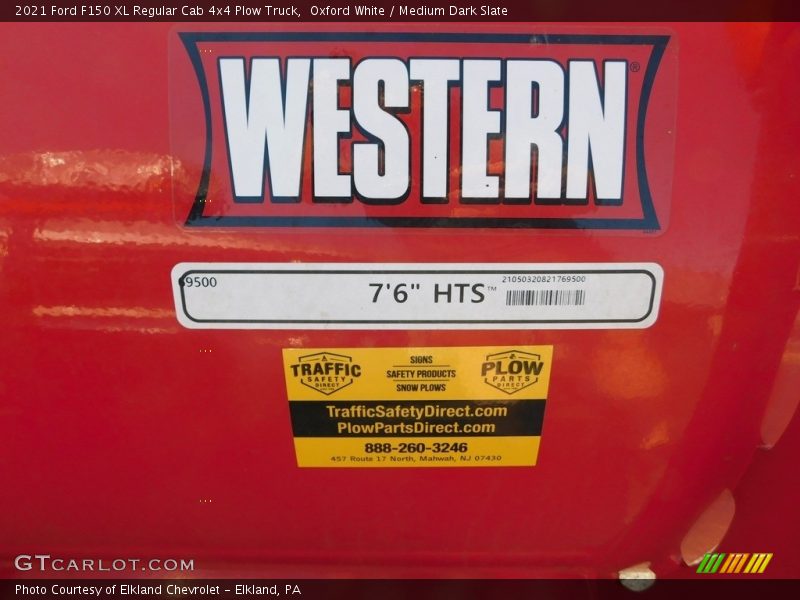 2021 Ford F150 XL Regular Cab 4x4 Plow Truck,  Oxford White / Medium Dark Slate
WESTERN®
69500
7'6" HTS™
21050320821769500
TRAFFIC
SAFETY
DIRECT
SIGNS
SAFETY PRODUCTS
SNOW PLOWS
PLOW
PARTS
DIRECT
TrafficSafetyDirect.com
PlowPartsDirect.com
888-260-3246
457 Route 17 North, Mahwah, NJ 07430
GTCARLOT.COM
Photo Courtesy of Elkland Chevrolet - Elkland, PA